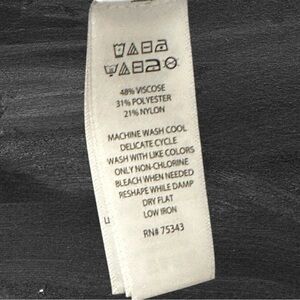 48% VISCOSE
31% POLYESTER
21% NYLON
MACHINE WASH COOL
DELICATE CYCLE
WASH WITH LIKE COLORS
ONLY NON-CHLORINE
BLEACH WHEN NEEDED
RESHAPE WHILE DAMP
DRY FLAT
LOW IRON
RN# 75343